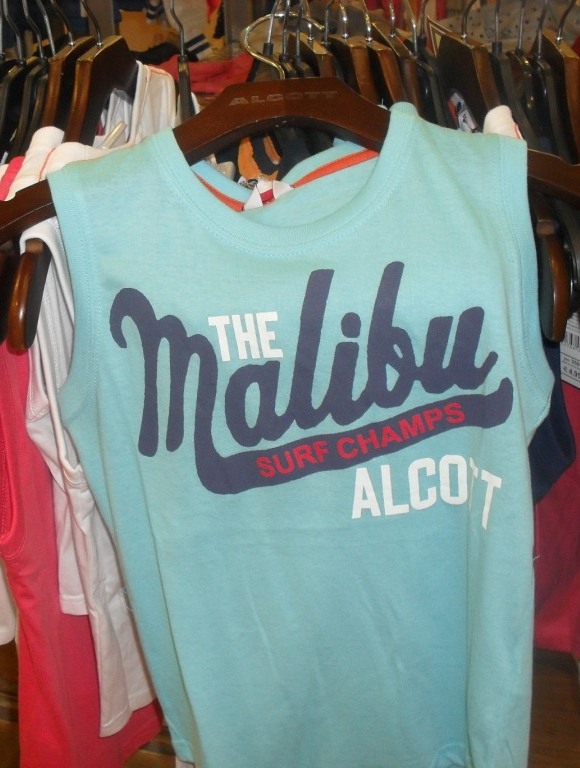 ALCOTT
THE
Malibu
SURF CHAMPS
ALCOTT